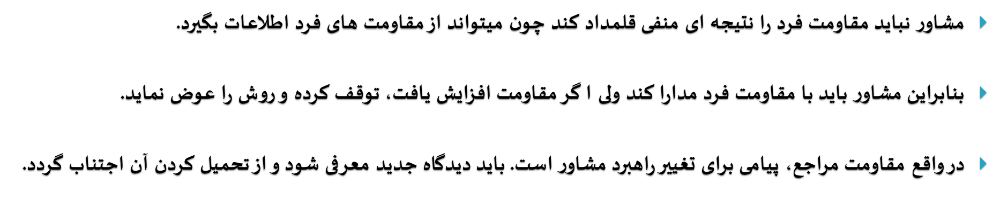 مشاور نباید مقاومت فرد را نتیجه ای منفی قلمداد کند چون میتواند از مقاومت های فرد اطلاعات بگیرد.
بنابراین مشاور باید با مقاومت فرد مدارا کند ولی ا گر مقاومت افزایش یافت، توقف کرده و روش را عوض نماید.
در واقع مقاومت مراجع، پیامی برای تغییر راهبرد مشاور است. باید دیدگاه جدید معرفی شود و از تحمیل کردن آن اجتناب گردد.